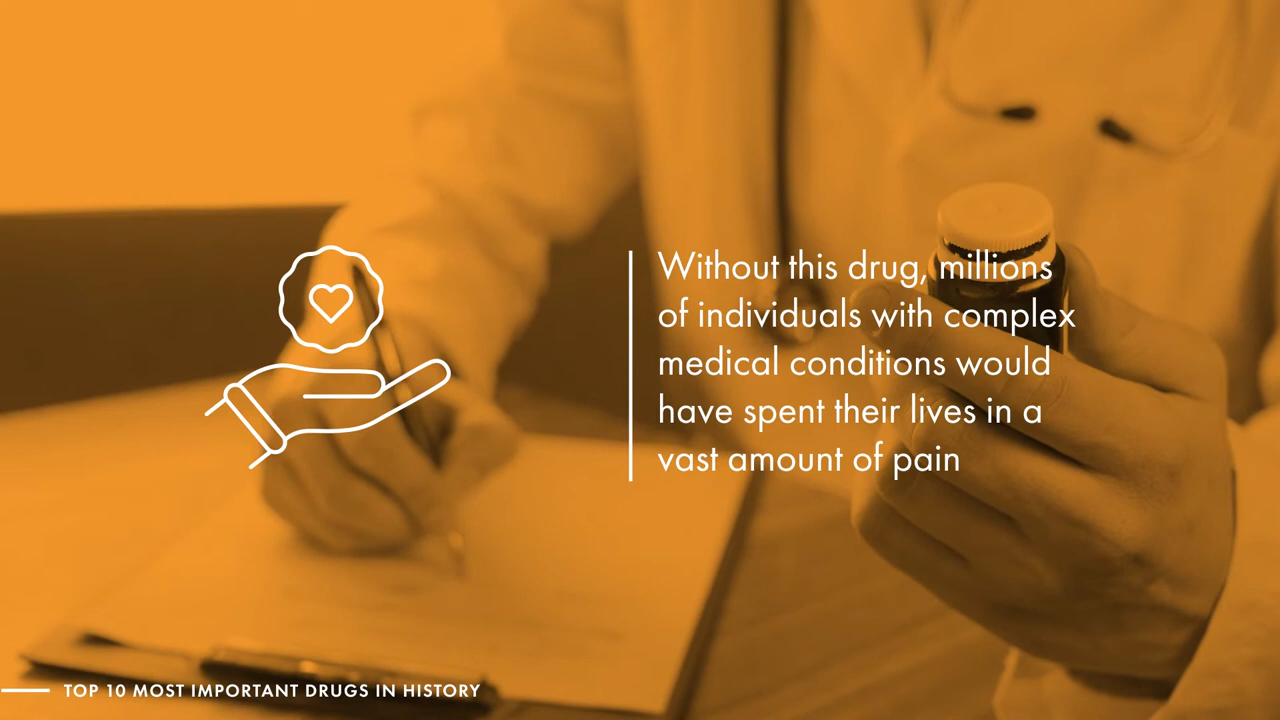 Without this drug, millions
of individuals with complex
medical conditions would
have spent their lives in a
vast amount of pain
TOP 10 MOST IMPORTANT DRUGS IN HISTORY